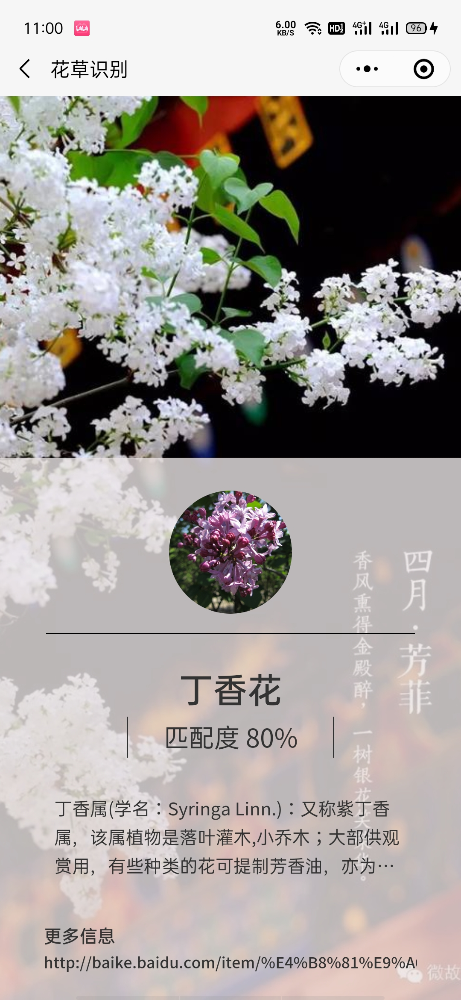 11:00
bilibili
6.00
KB/S
HD 1 2
4G+
4G
96
花草识别
四月·芳菲
香风熏得金殿醉，一树银花笑
丁香花
匹配度 80%
丁香属(学名：Syringa Linn.)：又称紫丁香
属，该属植物是落叶灌木,小乔木；大部供观
赏用，有些种类的花可提制芳香油，亦为…
更多信息
http://baike.baidu.com/item/%E4%B8%81%E9%A
微故